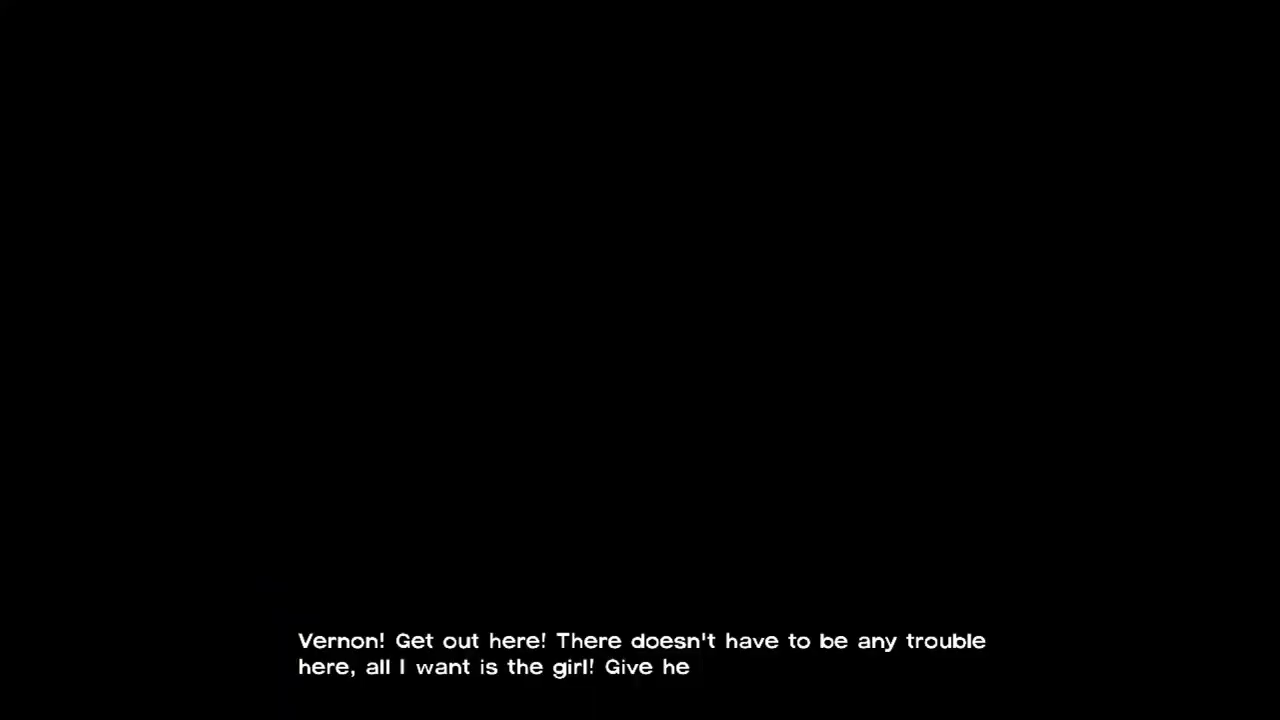 Vernon! Get out here! There doesn't have to be any trouble
here, all I want is the girl! Give he